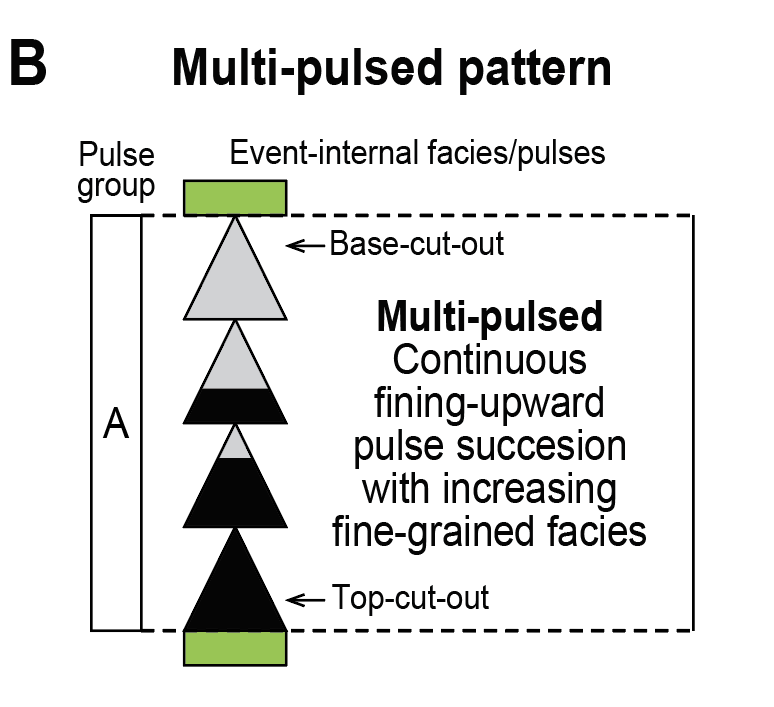 B
Multi-pulsed pattern
Pulse
group
Event-internal facies/pulses
Base-cut-out
Multi-pulsed
Continuous
fining-upward
pulse succesion
with increasing
fine-grained facies
A
Top-cut-out